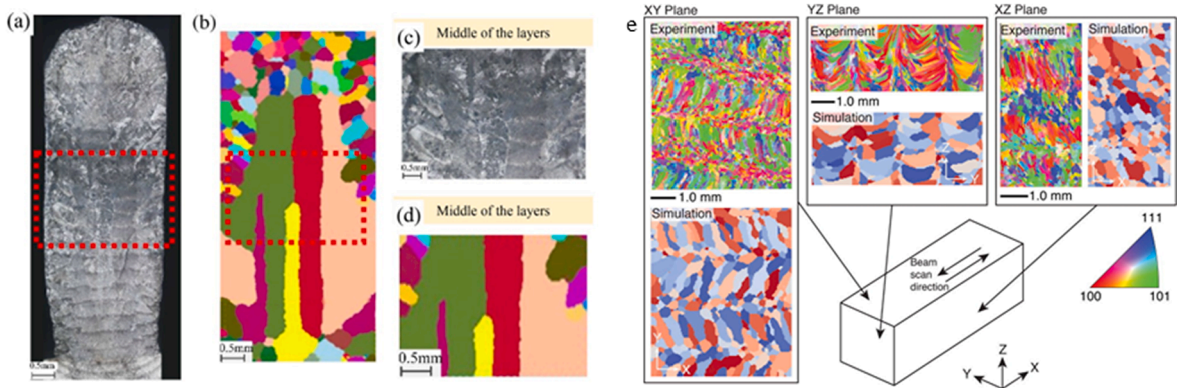 (a)
0.5mm
(b)
0.5mm
(c)
Middle of the layers
0.5mm
(d)
Middle of the layers
0.5mm
e
XY Plane
Experiment
1.0 mm
Simulation
Y
X
YZ Plane
Experiment
1.0 mm
Simulation
Z
Y
XZ Plane
Experiment
Simulation
1.0 mm
Beam
scan
direction
111
100
101
Z
Y
X